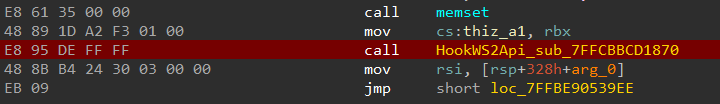 E8 61 35 00 00 call memset
48 89 1D A2 F3 01 00 mov cs:thiz_a1, rbx
E8 95 DE FF FF call HookWS2Api_sub_7FFCBBCD1870
48 8B B4 24 30 03 00 00 mov rsi, [rsp+328h+arg_0]
EB 09 jmp short loc_7FFBE90539EE